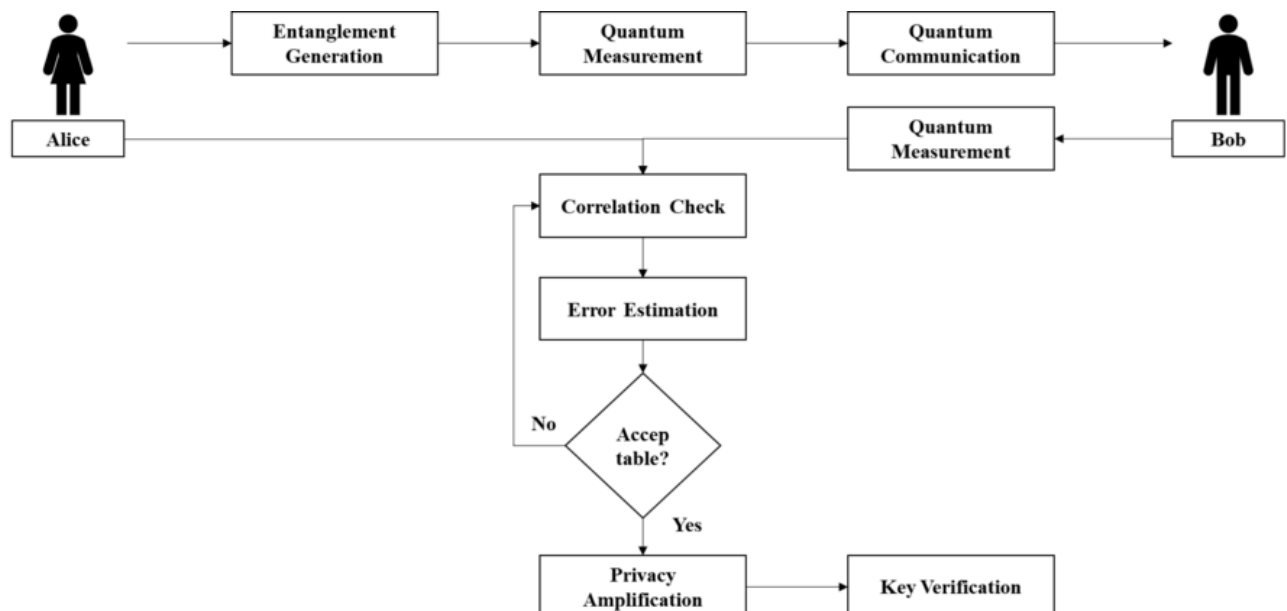 Entanglement
Generation
Quantum
Measurement
Quantum
Communication
Alice
Quantum
Measurement
Bob
Correlation Check
Error Estimation
No
Accep
table?
Yes
Privacy
Amplification
Key Verification